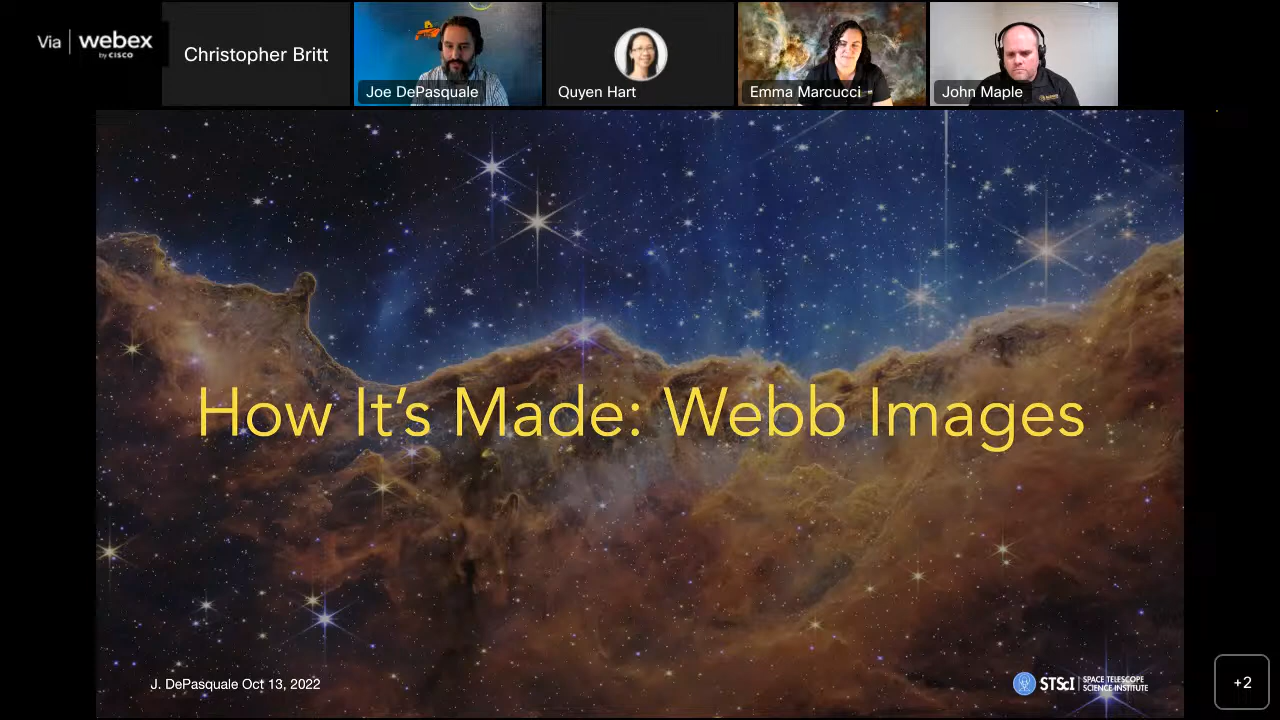 Via | webex
by CISCO
Christopher Britt
Joe DePasquale
Quyen Hart
Emma Marcucci
John Maple
How It's Made: Webb Images
J. DePasquale Oct 13, 2022
STScI | SPACE TELESCOPE
SCIENCE INSTITUTE
+2